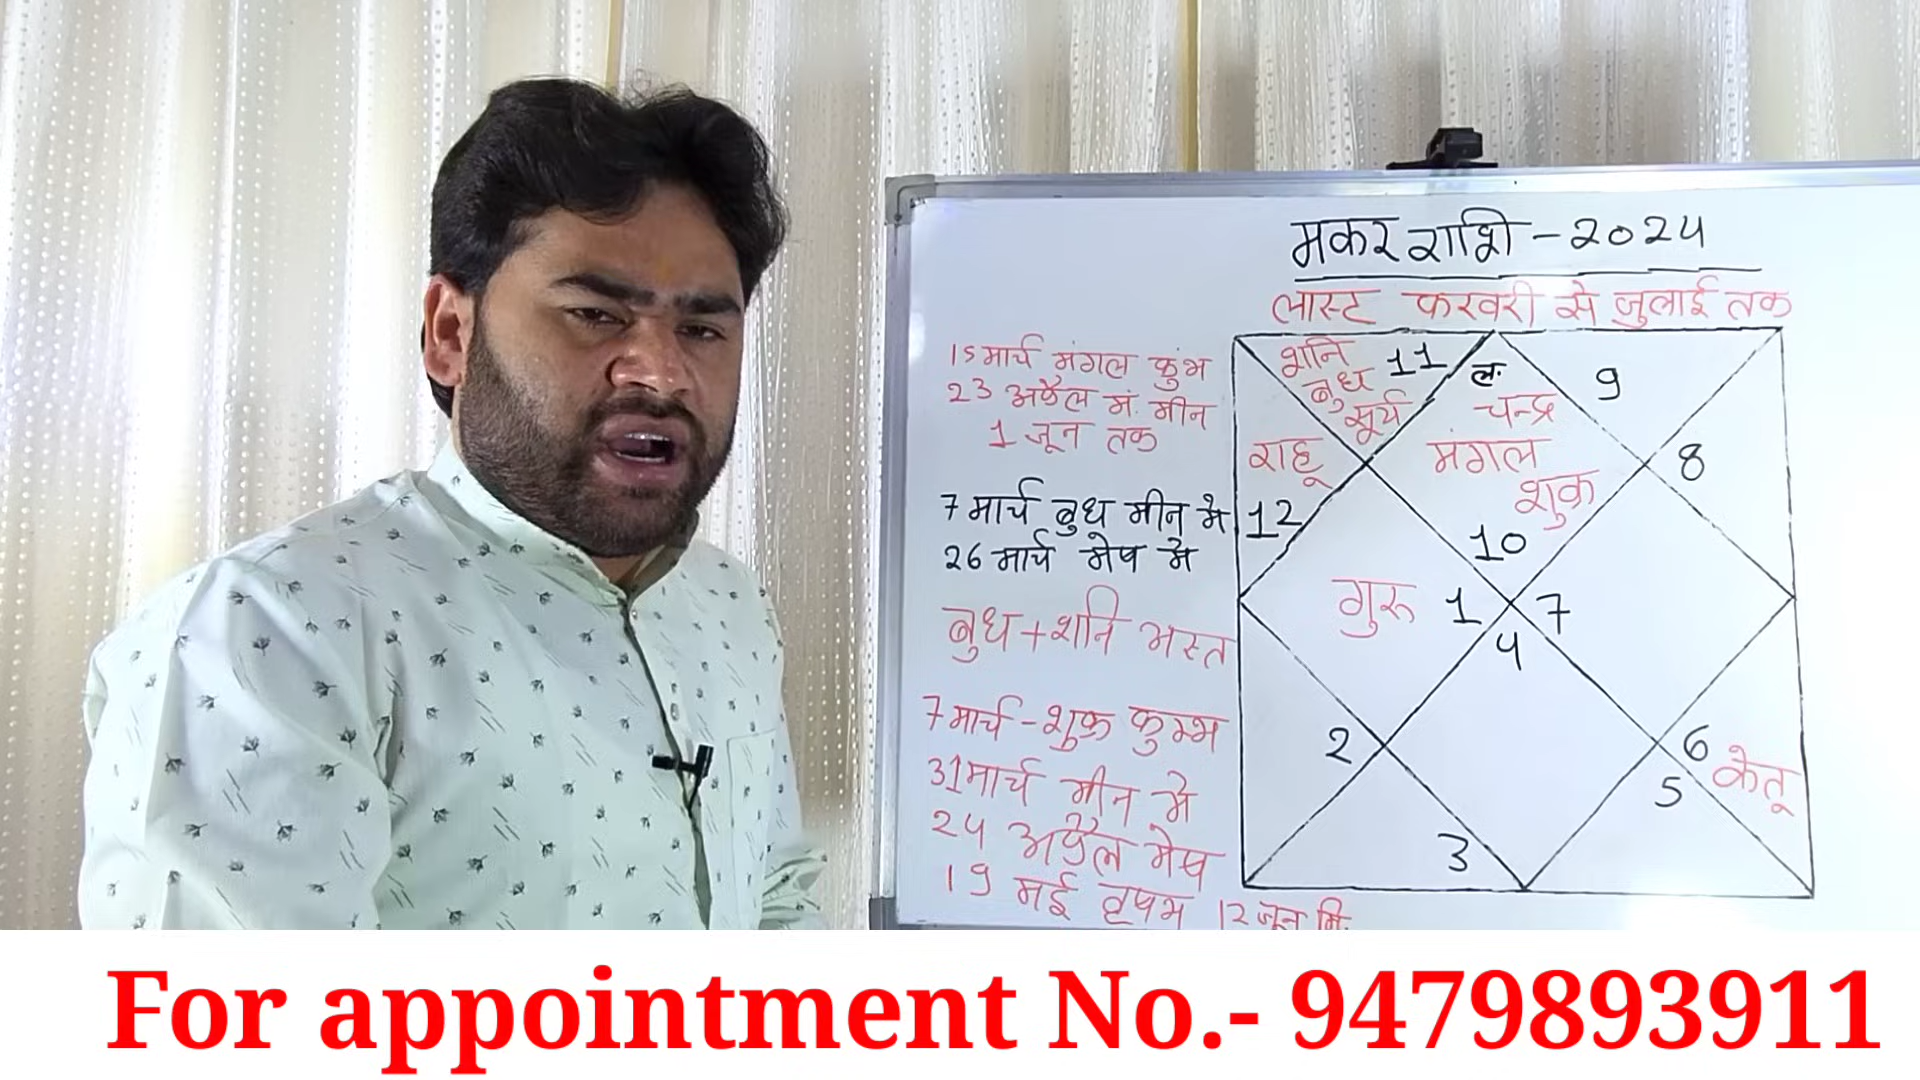 मकर राशि - 2024
लास्ट फरवरी से जुलाई तक
15 मार्च मंगल कुंभ
23 अप्रैल मं. मीन
1 जून तक
7 मार्च बुध मीन मे
26 मार्च मेष मे
बुध + शनि अस्त
7 मार्च - शुक्र कुम्भ
31 मार्च मीन मे
24 अप्रैल मेष
19 मई वृषभ 12 जून मि.
शनि 11
बुध
सूर्य
ल.
चन्द्र
मंगल
शुक्र
10
9
8
राहू
12
गुरु 1
7
4
2
3
6
केतू
5
For appointment No.- 9479893911